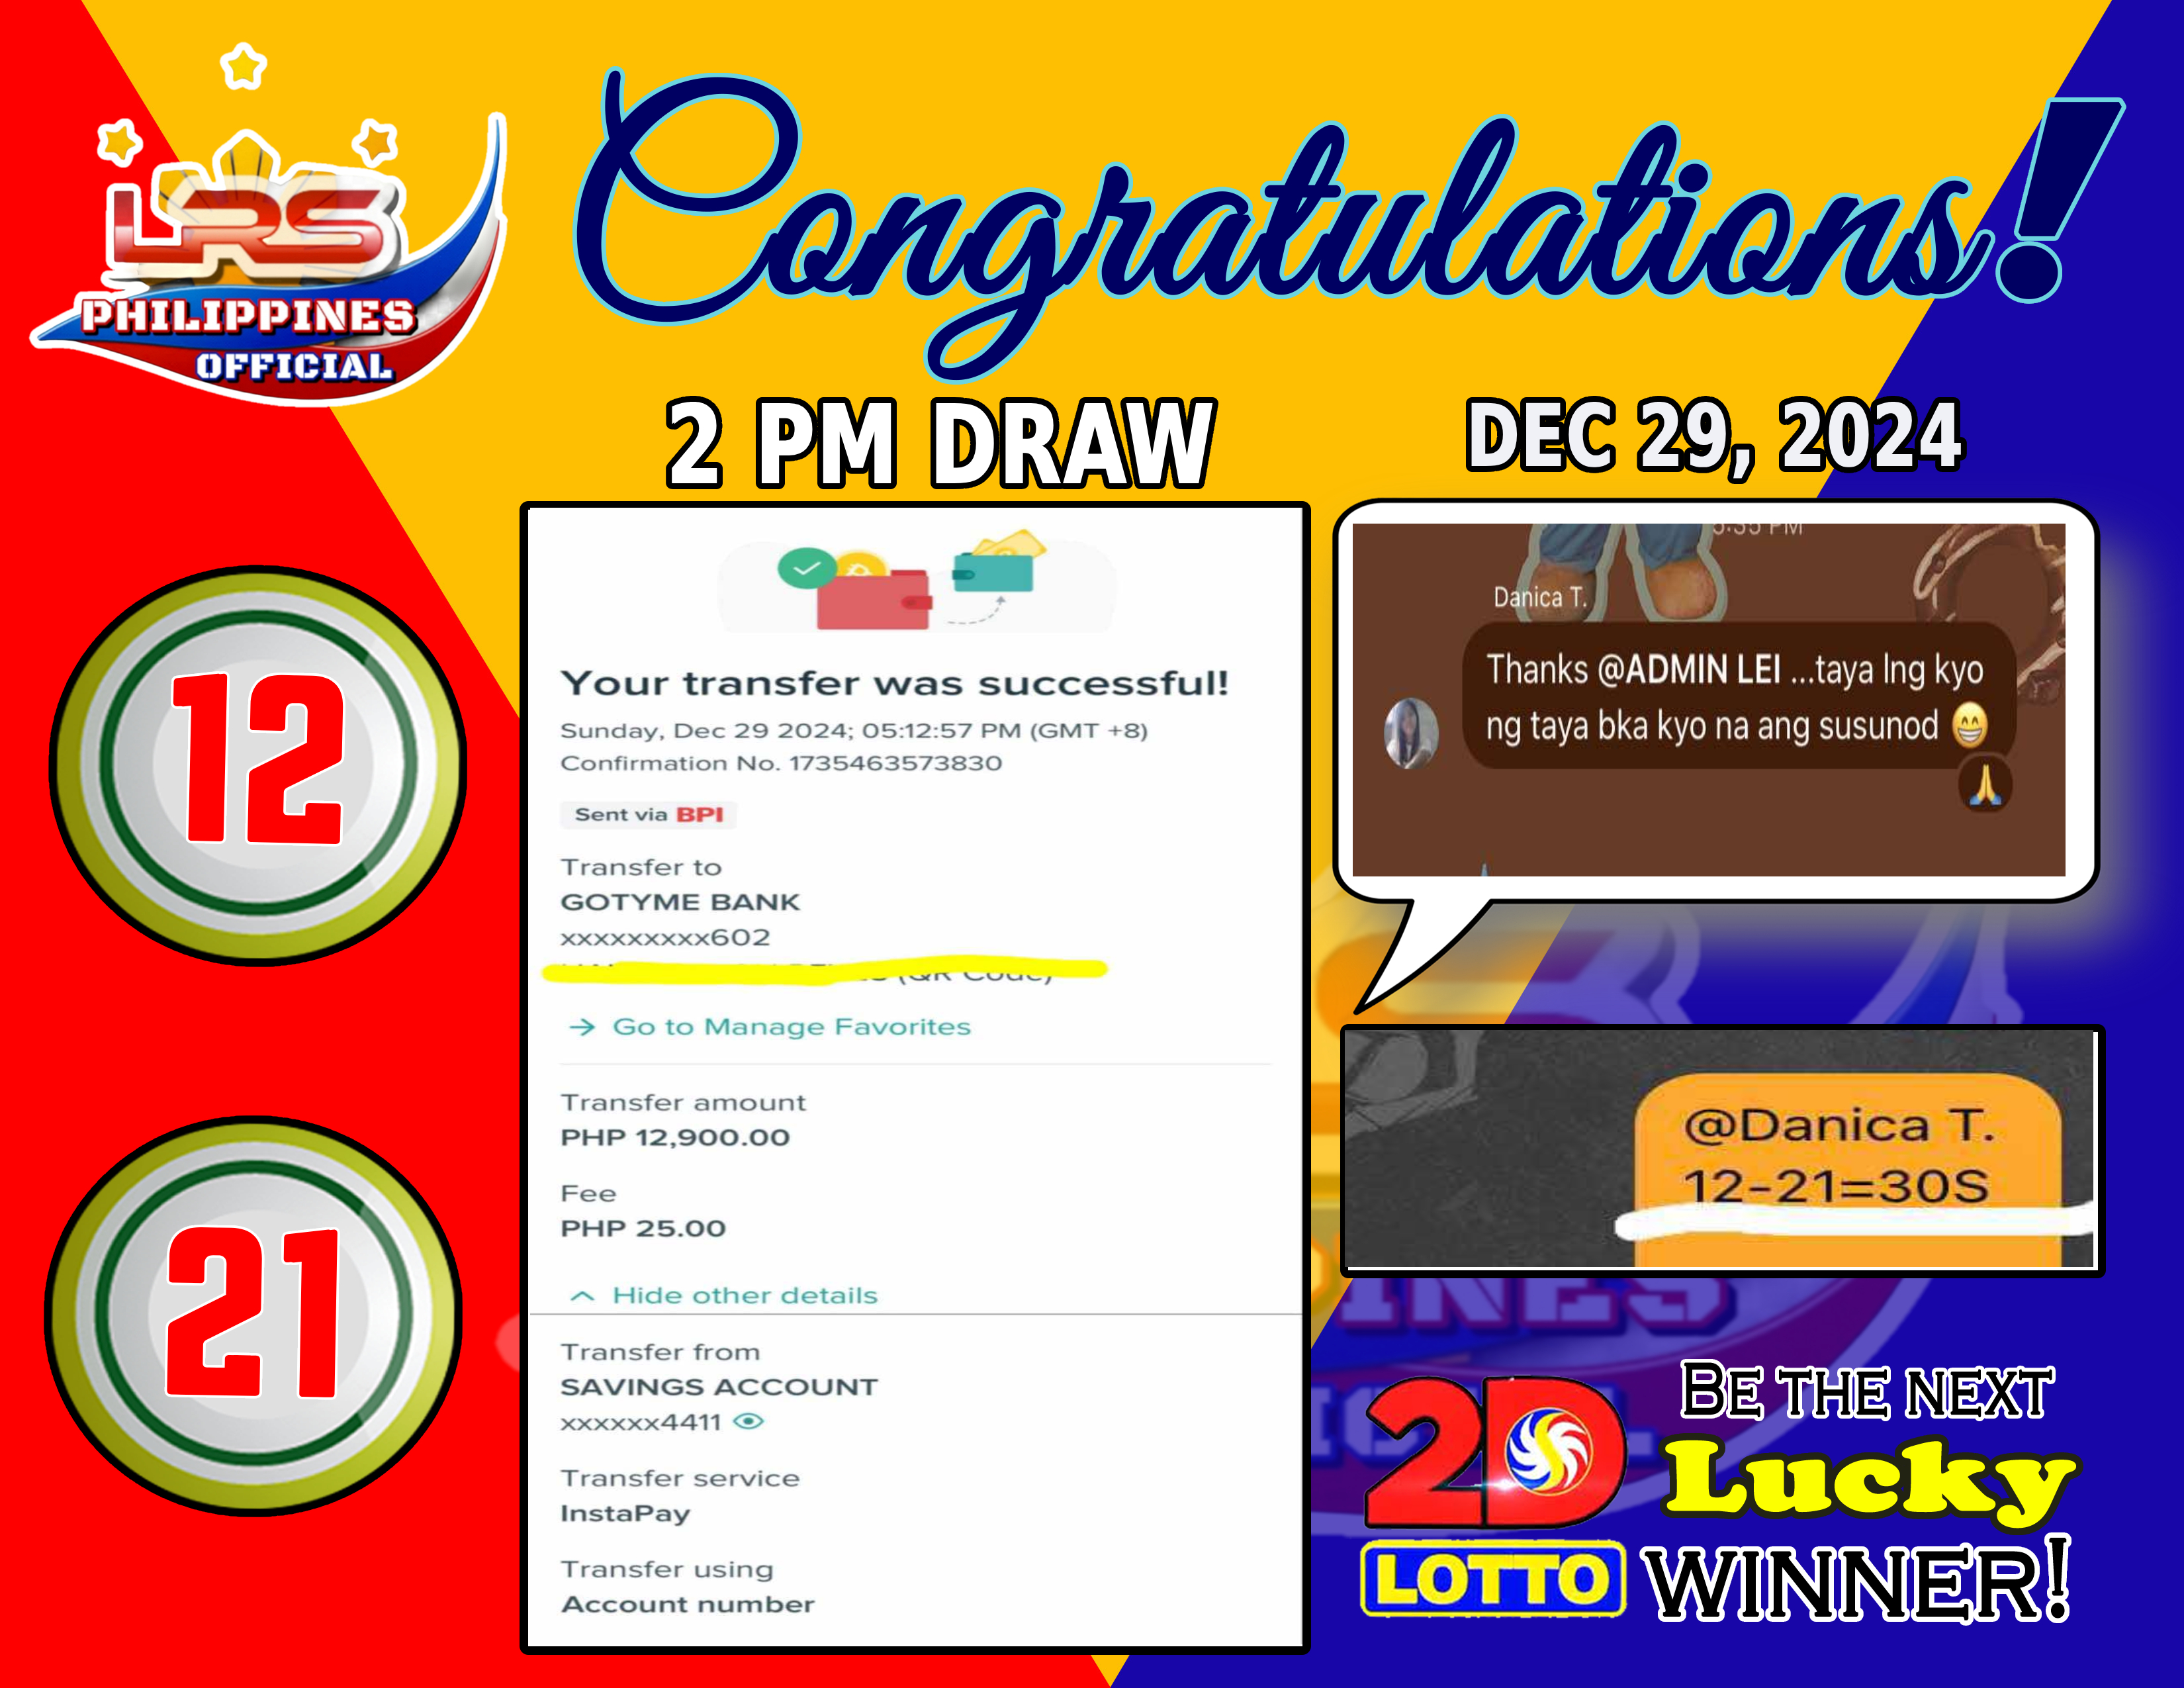 LRS
PHILIPPINES
OFFICIAL
Congratulations!
2 PM DRAW
DEC 29, 2024
12
21
Your transfer was successful!
Sunday, Dec 29 2024; 05:12:57 PM (GMT +8)
Confirmation No. 1735463573830
Sent via BPI
Transfer to
GOTYME BANK
xxxxxxxxx602
(QR Code)
→ Go to Manage Favorites
Transfer amount
PHP 12,900.00
Fee
PHP 25.00
Hide other details
Transfer from
SAVINGS ACCOUNT
xxxxxx4411
Transfer service
InstaPay
Transfer using
Account number
5:35 PM
Danica T.
Thanks @ADMIN LEI ...taya lng kyo
ng taya bka kyo na ang susunod 😁
🙏
@Danica T.
12-21=30S
2D
LOTTO
BE THE NEXT
Lucky
WINNER!